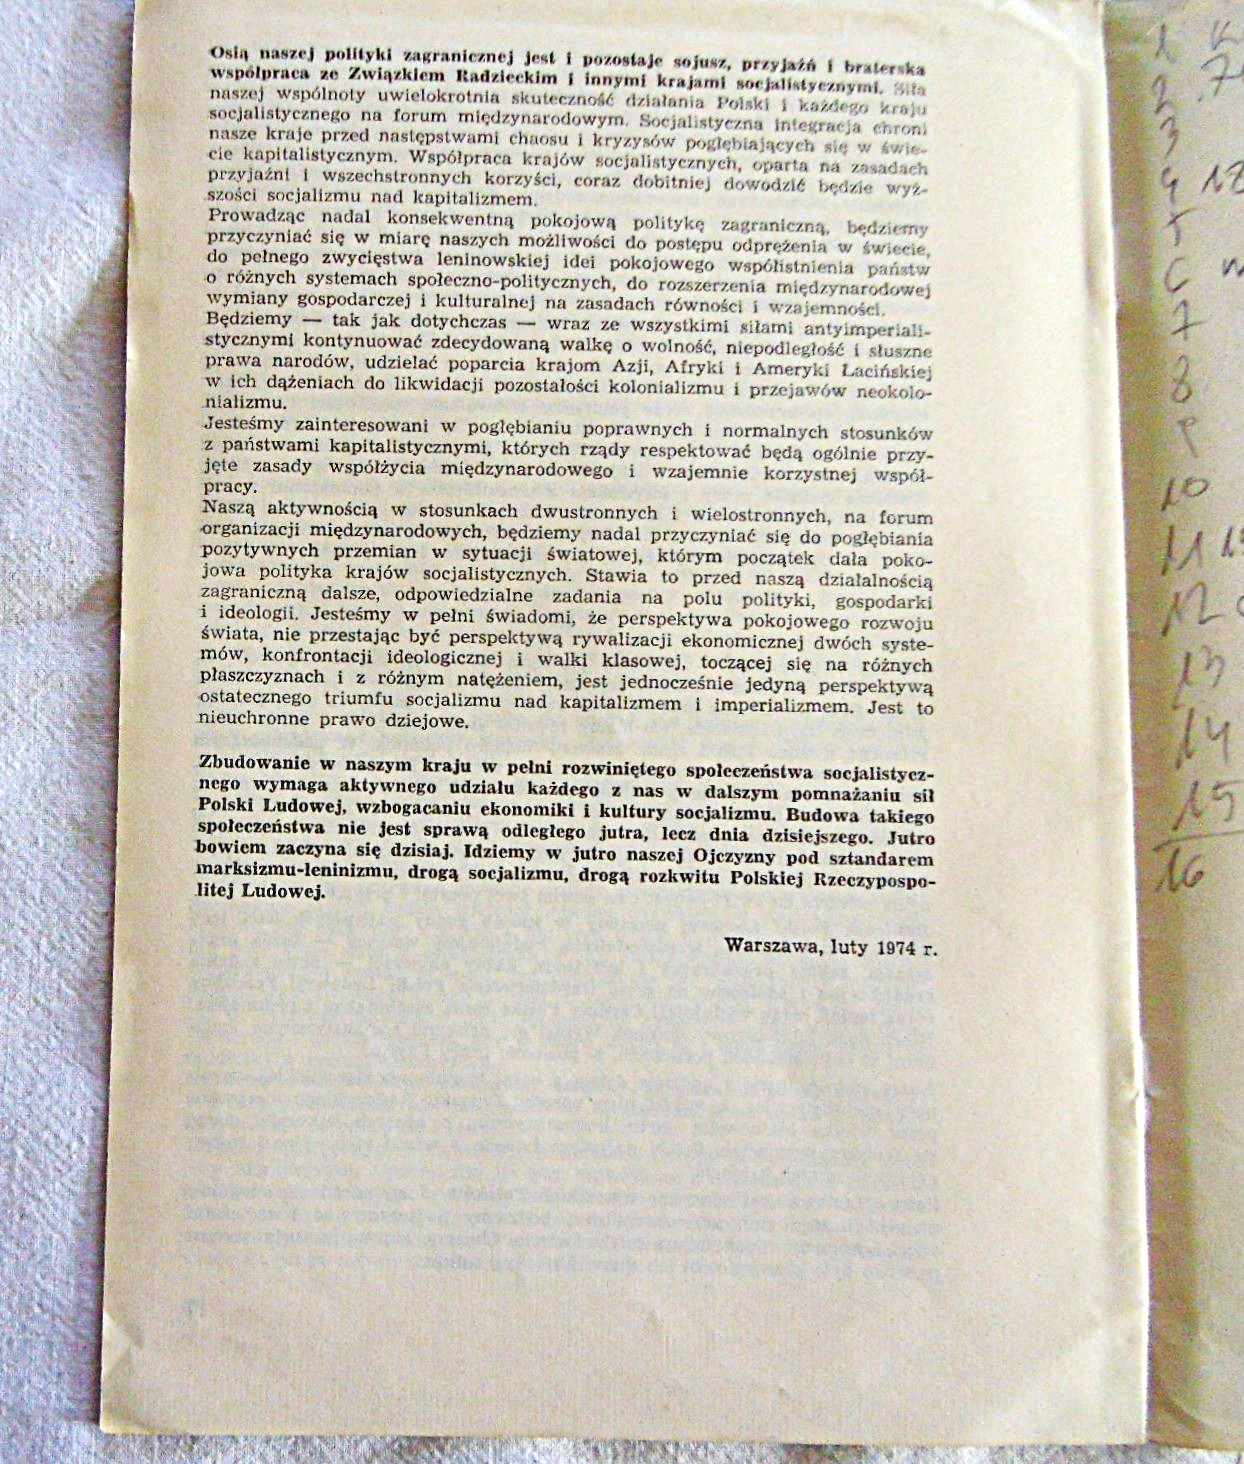 Osią naszej polityki zagranicznej jest i pozostaje sojusz, przyjaźń i braterska
współpraca ze Związkiem Radzieckim i innymi krajami socjalistycznymi. Siła
naszej wspólnoty uwielokrotnia skuteczność działania Polski i każdego kraju
socjalistycznego na forum międzynarodowym. Socjalistyczna integracja chroni
nasze kraje przed następstwami chaosu i kryzysów pogłębiających się w świe-
cie kapitalistycznym. Współpraca krajów socjalistycznych, oparta na zasadach
przyjaźni i wszechstronnych korzyści, coraz dobitniej dowodzić będzie wyż-
szości socjalizmu nad kapitalizmem.
Prowadząc nadal konsekwentną pokojową politykę zagraniczną, będziemy
przyczyniać się w miarę naszych możliwości do postępu odprężenia w świecie,
do pełnego zwycięstwa leninowskiej idei pokojowego współistnienia państw
o różnych systemach społeczno-politycznych, do rozszerzenia międzynarodowej
wymiany gospodarczej i kulturalnej na zasadach równości i wzajemności.
Będziemy — tak jak dotychczas — wraz ze wszystkimi siłami antyimperiali-
stycznymi kontynuować zdecydowaną walkę o wolność, niepodległość i słuszne
prawa narodów, udzielać poparcia krajom Azji, Afryki i Ameryki Łacińskiej
w ich dążeniach do likwidacji pozostałości kolonializmu i przejawów neokolo-
nializmu.
Jesteśmy zainteresowani w pogłębianiu poprawnych i normalnych stosunków
z państwami kapitalistycznymi, których rządy respektować będą ogólnie przy-
jęte zasady współżycia międzynarodowego i wzajemnie korzystnej współ-
pracy.
Naszą aktywnością w stosunkach dwustronnych i wielostronnych, na forum
organizacji międzynarodowych, będziemy nadal przyczyniać się do pogłębiania
pozytywnych przemian w sytuacji światowej, którym początek dała poko-
jowa polityka krajów socjalistycznych. Stawia to przed naszą działalnością
zagraniczną dalsze, odpowiedzialne zadania na polu polityki, gospodarki
i ideologii. Jesteśmy w pełni świadomi, że perspektywa pokojowego rozwoju
świata, nie przestając być perspektywą rywalizacji ekonomicznej dwóch syste-
mów, konfrontacji ideologicznej i walki klasowej, toczącej się na różnych
płaszczyznach i z różnym natężeniem, jest jednocześnie jedyną perspektywą
ostatecznego triumfu socjalizmu nad kapitalizmem i imperializmem. Jest to
nieuchronne prawo dziejowe.
Zbudowanie w naszym kraju w pełni rozwiniętego społeczeństwa socjalistycz-
nego wymaga aktywnego udziału każdego z nas w dalszym pomnażaniu sił
Polski Ludowej, wzbogacaniu ekonomiki i kultury socjalizmu. Budowa takiego
społeczeństwa nie jest sprawą odległego jutra, lecz dnia dzisiejszego. Jutro
bowiem zaczyna się dzisiaj. Idziemy w jutro naszej Ojczyzny pod sztandarem
marksizmu-leninizmu, drogą socjalizmu, drogą rozkwitu Polskiej Rzeczypospo-
litej Ludowej.
Warszawa, luty 1974 r.
1
2
3
4
5
6
7
8
9
10
11
12
13
14
15
16